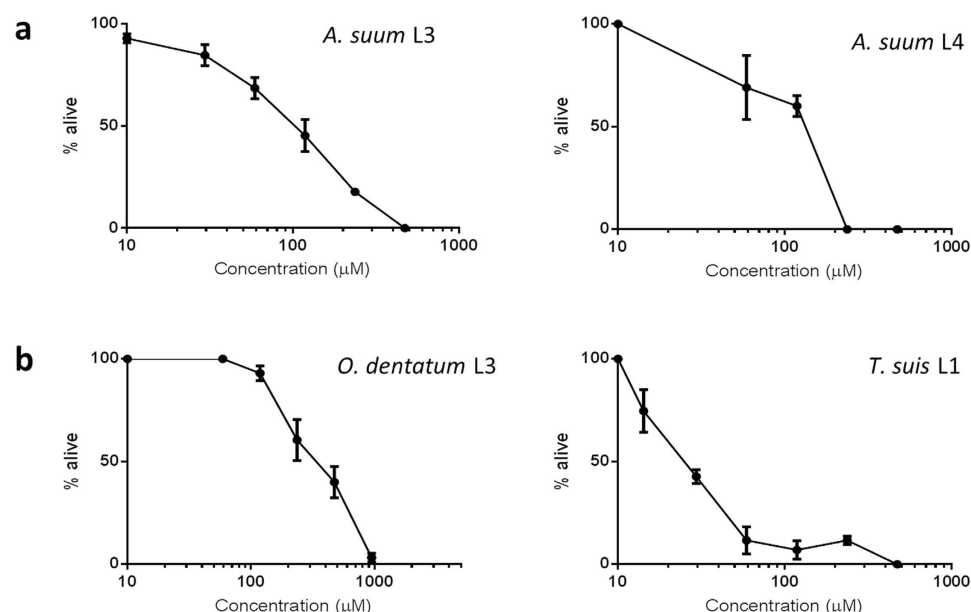 a
A. suum L3
A. suum L4
100
50
0
% alive
10
100
1000
Concentration (µM)
100
50
0
% alive
10
100
1000
Concentration (µM)
b
O. dentatum L3
T. suis L1
100
50
0
% alive
10
100
1000
Concentration (µM)
100
50
0
% alive
10
100
1000
Concentration (µM)